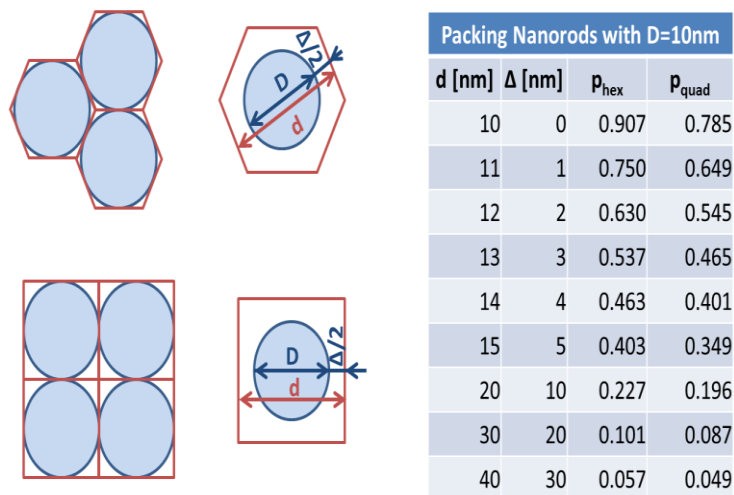 Δ/2
D
d
D
Δ/2
d
Packing Nanorods with D=10nm
d [nm] Δ [nm] phex pquad
10 0 0.907 0.785
11 1 0.750 0.649
12 2 0.630 0.545
13 3 0.537 0.465
14 4 0.463 0.401
15 5 0.403 0.349
20 10 0.227 0.196
30 20 0.101 0.087
40 30 0.057 0.049